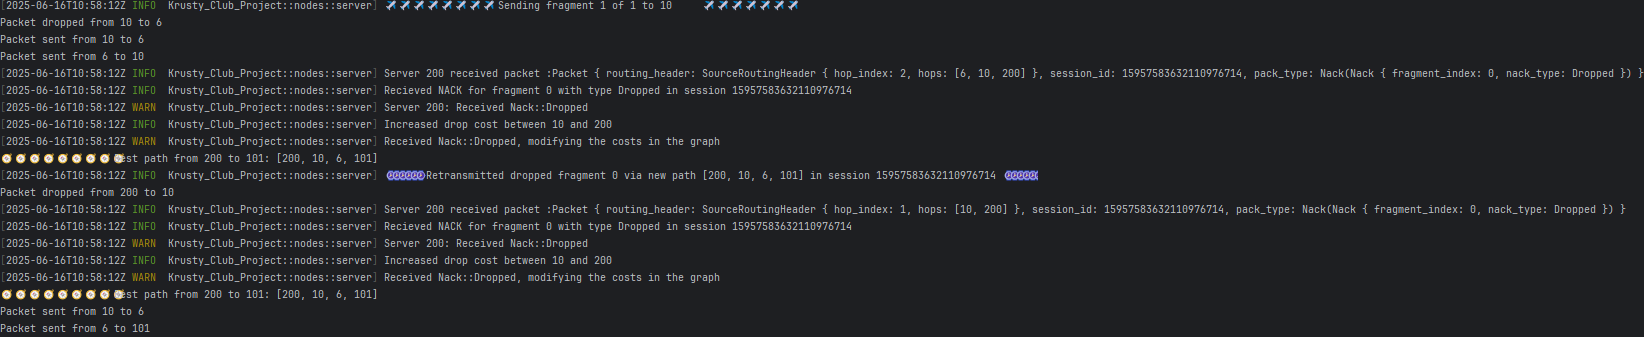 [2025-06-16T10:58:12Z INFO  Krusty_Club_Project::nodes::server] ✈✈✈✈✈✈✈✈Sending fragment 1 of 1 to 10    ✈✈✈✈✈✈✈
Packet dropped from 10 to 6
Packet sent from 10 to 6
Packet sent from 6 to 10
[2025-06-16T10:58:12Z INFO  Krusty_Club_Project::nodes::server] Server 200 received packet :Packet { routing_header: SourceRoutingHeader { hop_index: 2, hops: [6, 10, 200] }, session_id: 15957583632110976714, pack_type: Nack(Nack { fragment_index: 0, nack_type: Dropped }) }
[2025-06-16T10:58:12Z INFO  Krusty_Club_Project::nodes::server] Recieved NACK for fragment 0 with type Dropped in session 15957583632110976714
[2025-06-16T10:58:12Z WARN  Krusty_Club_Project::nodes::server] Server 200: Received Nack::Dropped
[2025-06-16T10:58:12Z INFO  Krusty_Club_Project::nodes::server] Increased drop cost between 10 and 200
[2025-06-16T10:58:12Z WARN  Krusty_Club_Project::nodes::server] Received Nack::Dropped, modifying the costs in the graph
est path from 200 to 101: [200, 10, 6, 101]
[2025-06-16T10:58:12Z INFO  Krusty_Club_Project::nodes::server] Retransmitted dropped fragment 0 via new path [200, 10, 6, 101] in session 15957583632110976714
Packet dropped from 200 to 10
[2025-06-16T10:58:12Z INFO  Krusty_Club_Project::nodes::server] Server 200 received packet :Packet { routing_header: SourceRoutingHeader { hop_index: 1, hops: [10, 200] }, session_id: 15957583632110976714, pack_type: Nack(Nack { fragment_index: 0, nack_type: Dropped }) }
[2025-06-16T10:58:12Z INFO  Krusty_Club_Project::nodes::server] Recieved NACK for fragment 0 with type Dropped in session 15957583632110976714
[2025-06-16T10:58:12Z WARN  Krusty_Club_Project::nodes::server] Server 200: Received Nack::Dropped
[2025-06-16T10:58:12Z INFO  Krusty_Club_Project::nodes::server] Increased drop cost between 10 and 200
[2025-06-16T10:58:12Z WARN  Krusty_Club_Project::nodes::server] Received Nack::Dropped, modifying the costs in the graph
est path from 200 to 101: [200, 10, 6, 101]
Packet sent from 10 to 6
Packet sent from 6 to 101